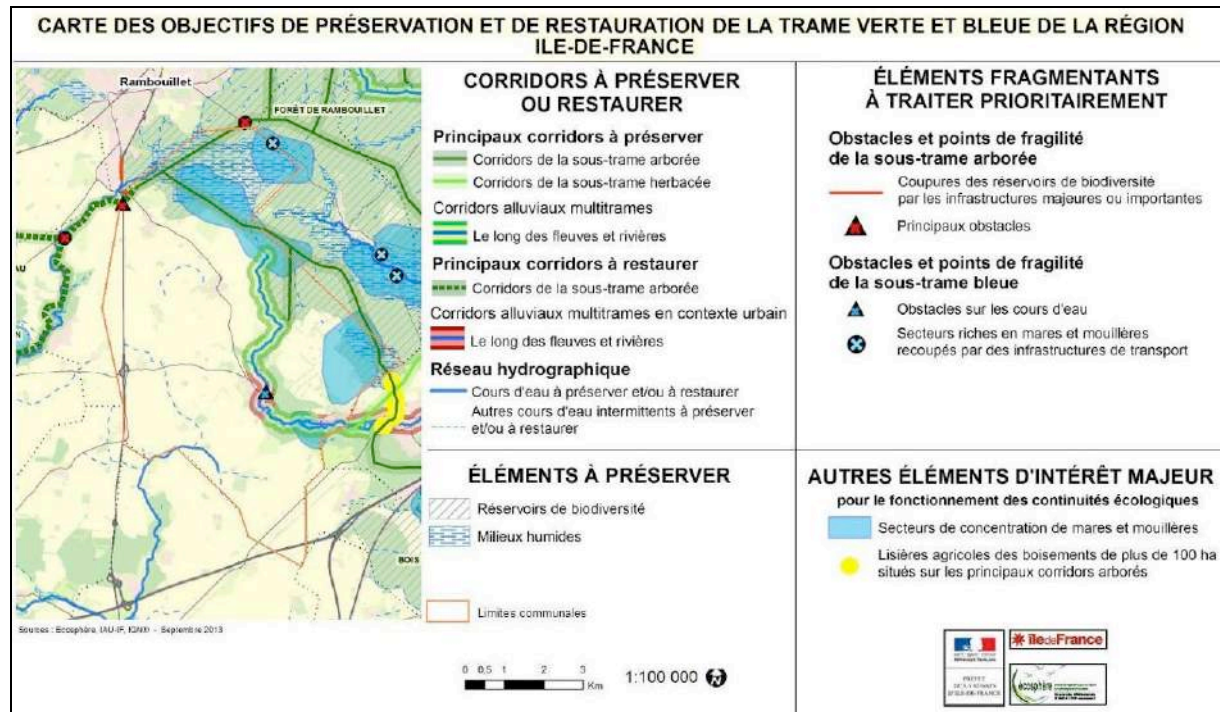 CARTE DES OBJECTIFS DE PRÉSERVATION ET DE RESTAURATION DE LA TRAME VERTE ET BLEUE DE LA RÉGION
ILE-DE-FRANCE
Rambouillet
FORÊT DE RAMBOUILLET
AU
N
BOIS
Sources : Ecosphère, IAU-IF, - Septembre 2013
CORRIDORS À PRÉSERVER
OU RESTAURER
Principaux corridors à préserver
Corridors de la sous-trame arborée
Corridors de la sous-trame herbacée
Corridors alluviaux multitrames
Le long des fleuves et rivières
Principaux corridors à restaurer
Corridors de la sous-trame arborée
Corridors alluviaux multitrames en contexte urbain
Le long des fleuves et rivières
Réseau hydrographique
Cours d'eau à préserver et/ou à restaurer
Autres cours d'eau intermittents à préserver
et/ou à restaurer
ÉLÉMENTS À PRÉSERVER
Réservoirs de biodiversité
Milieux humides
Limites communales
0 0,5 1 2 3
Km
1:100 000
N
ÉLÉMENTS FRAGMENTANTS
À TRAITER PRIORITAIREMENT
Obstacles et points de fragilité
de la sous-trame arborée
Coupures des réservoirs de biodiversité
par les infrastructures majeures ou importantes
Principaux obstacles
Obstacles et points de fragilité
de la sous-trame bleue
Obstacles sur les cours d'eau
Secteurs riches en mares et mouillères
recoupés par des infrastructures de transport
AUTRES ÉLÉMENTS D'INTÉRÊT MAJEUR
pour le fonctionnement des continuités écologiques
Secteurs de concentration de mares et mouillères
Lisières agricoles des boisements de plus de 100 ha
situés sur les principaux corridors arborés
île de France
écosphère